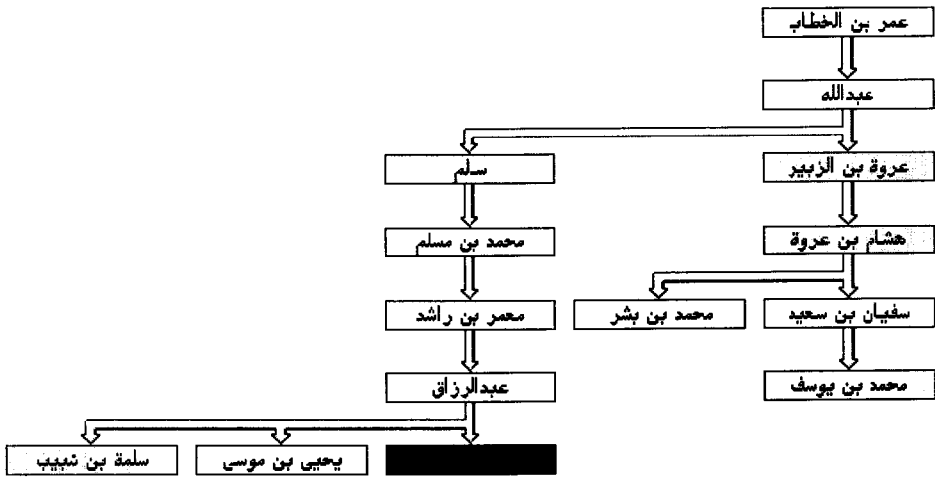 عمر بن الخطاب
عبدالله
سلم
عروة بن الزبير
محمد بن مسلم
هشام بن عروة
معمر بن راشد
محمد بن بشر
سفيان بن سعيد
عبدالرزاق
محمد بن يوسف
سلمة بن شبيب
يحيى بن موسى